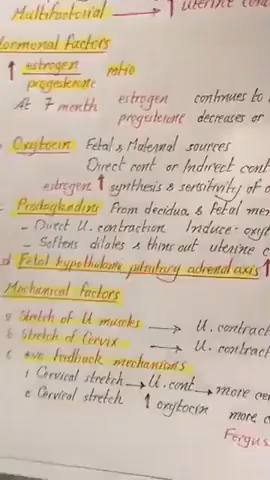 Multifactorial → ↑ uterine
Hormonal factors
↑ estrogen ratio
progesterone
At 7 month estrogen continues to
progesterone decreases or
Oxytocin Fetal & Maternal sources
Direct cont or Indirect cont
estrogen ↑ synthesis & sensitivity of
Prostaglandins From decidua & fetal
- Direct U. contraction Induce
- Softens dilates & thins out uterine
d Fetal hypothalamic pituitary adrenal axis ↑
Mechanical factors
a Stretch of U muscles → U. contract
b Stretch of Cervix → U. contract
c +ve feedback mechanisms
1 Cervical stretch → U. cont → more
2 Cervical stretch ↑ oxytocin more
Fergus